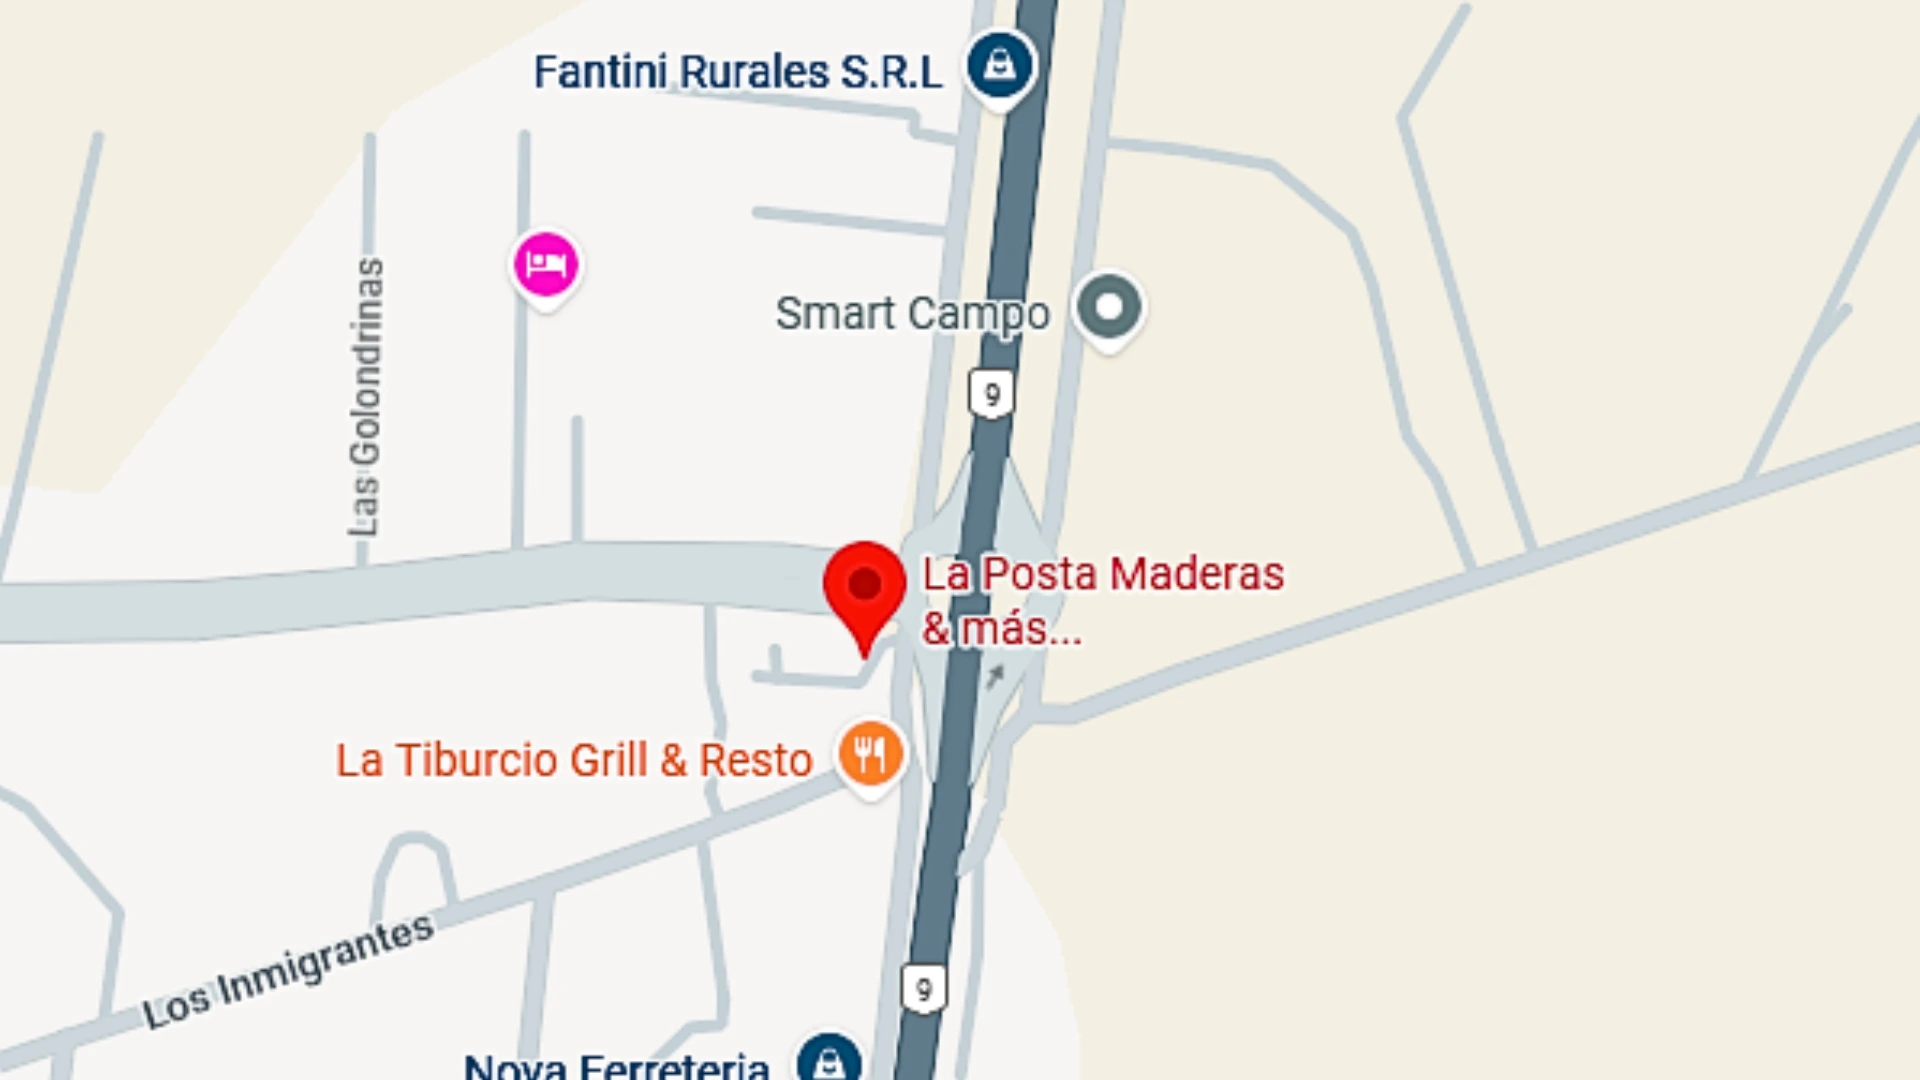 Fantini Rurales S.R.L
Las Golondrinas
Smart Campo
9
La Posta Maderas
& más...
La Tiburcio Grill & Resto
Los Inmigrantes
9
Nova Ferreteria